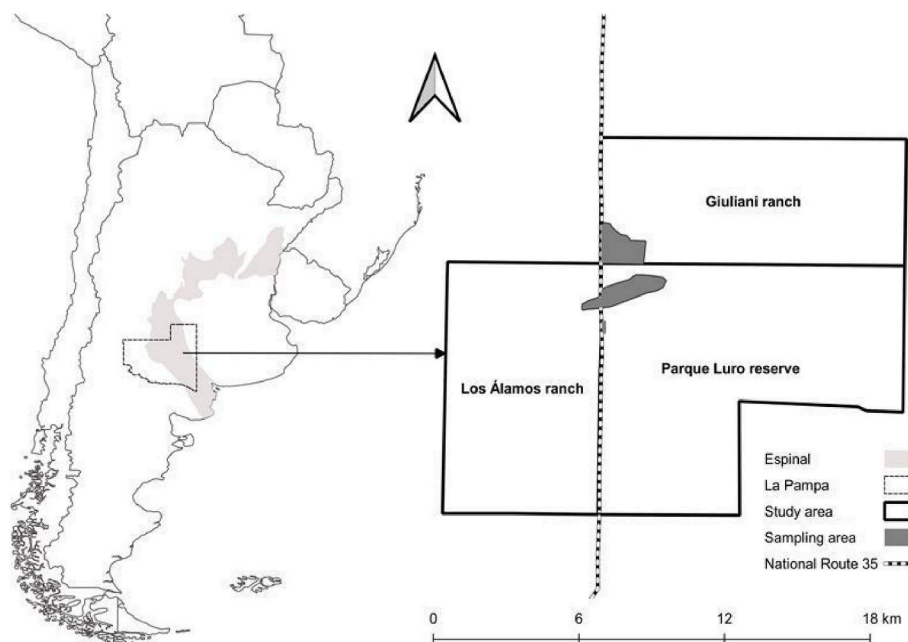 Giuliani ranch
Los Álamos ranch
Parque Luro reserve
Espinal
La Pampa
Study area
Sampling area
National Route 35
0 6 12 18 km